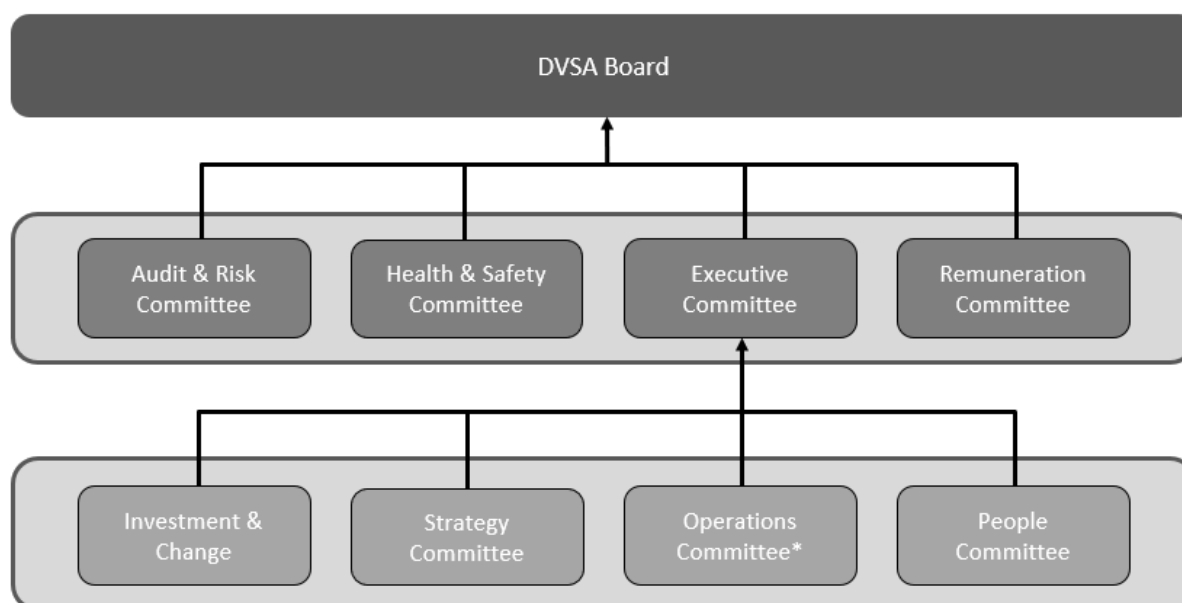 DVSA Board
Audit & Risk
Committee
Health & Safety
Committee
Executive
Committee
Remuneration
Committee
Investment &
Change
Strategy
Committee
Operations
Committee*
People
Committee